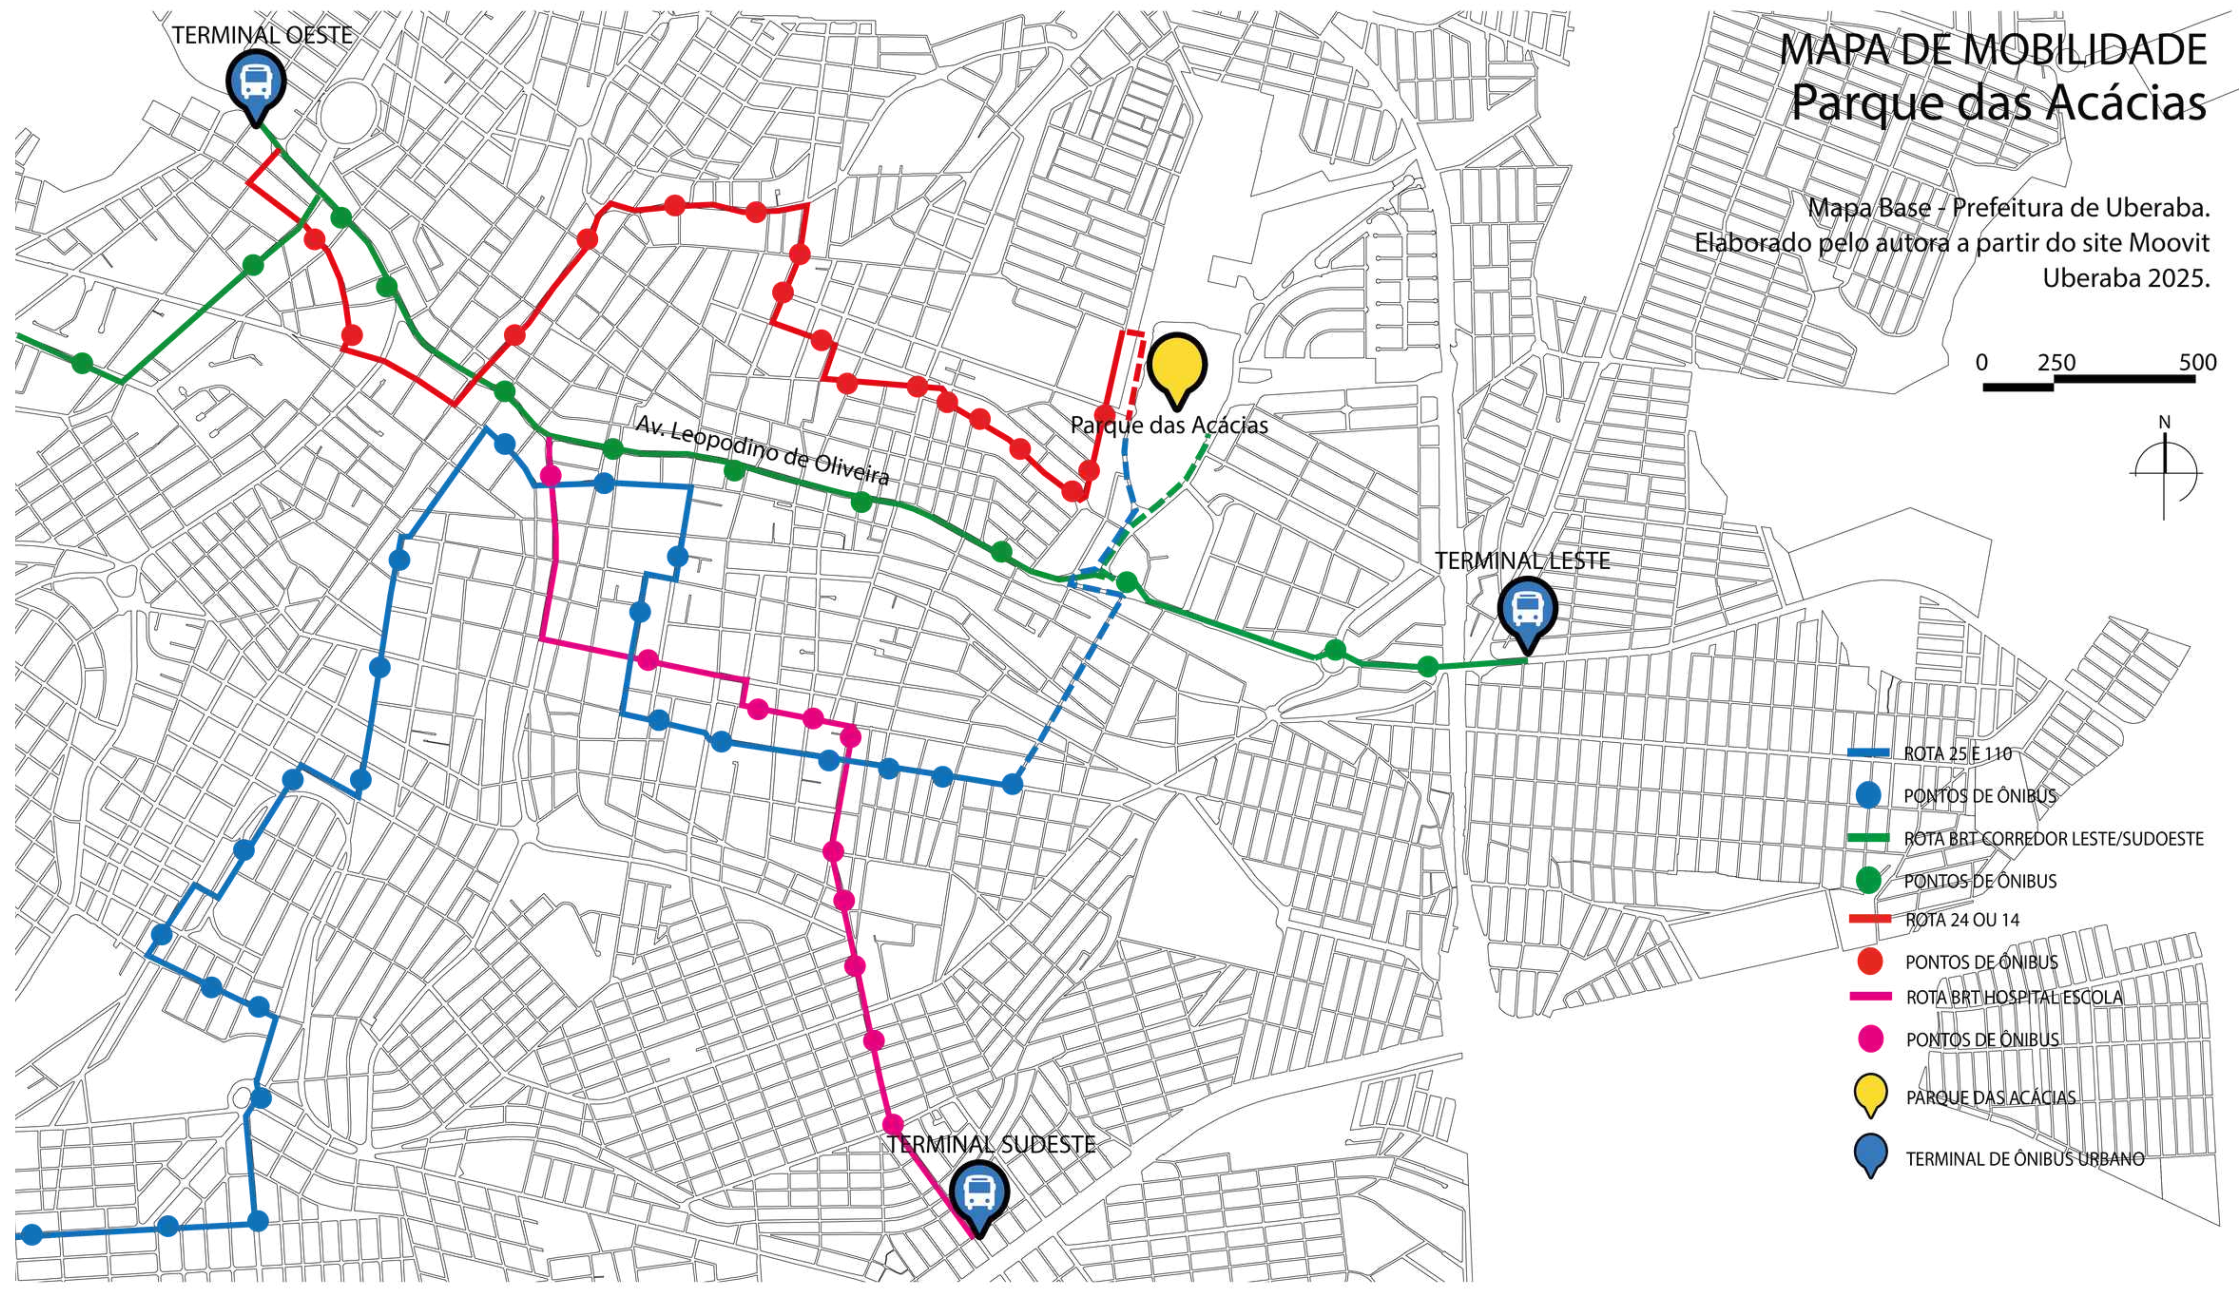 TERMINAL OESTE
MAPA DE MOBILIDADE
Parque das Acácias
Mapa Base - Prefeitura de Uberaba.
Elaborado pelo autora a partir do site Moovit
Uberaba 2025.
0 250 500
N
Parque das Acácias
Av. Leopodino de Oliveira
TERMINAL LESTE
ROTA 25 E 110
PONTOS DE ÔNIBUS
ROTA BRT CORREDOR LESTE/SUDOESTE
PONTOS DE ÔNIBUS
ROTA 24 OU 14
PONTOS DE ÔNIBUS
ROTA BRT HOSPITAL ESCOLA
PONTOS DE ÔNIBUS
PARQUE DAS ACÁCIAS
TERMINAL DE ÔNIBUS URBANO
TERMINAL SUDESTE